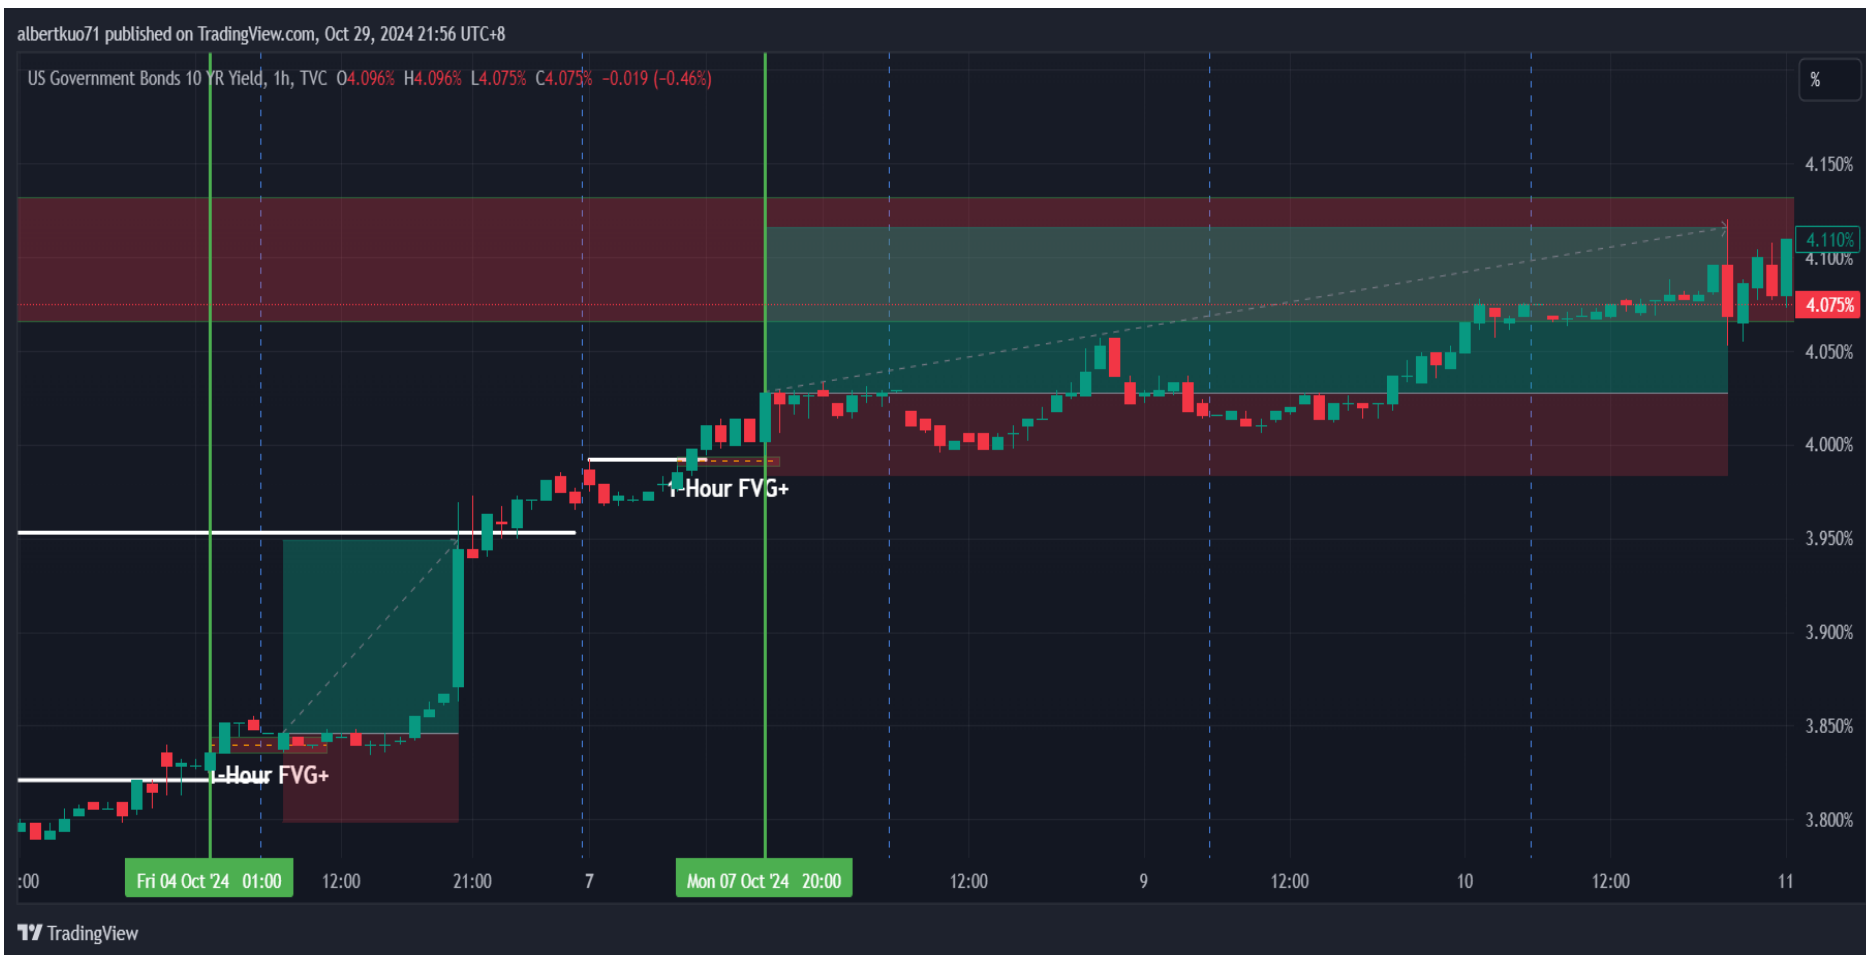 albertkuo71 published on TradingView.com, Oct 29, 2024 21:56 UTC+8
US Government Bonds 10 YR Yield, 1h, TVC O4.096% H4.096% L4.075% C4.075% −0.019 (−0.46%)
%
4.150%
4.110%
4.100%
4.075%
4.050%
4.000%
1-Hour FVG+
3.950%
3.900%
3.850%
1-Hour FVG+
3.800%
:00 Fri 04 Oct '24 01:00 12:00 21:00 7 Mon 07 Oct '24 20:00 12:00 9 12:00 10 12:00 11
TradingView